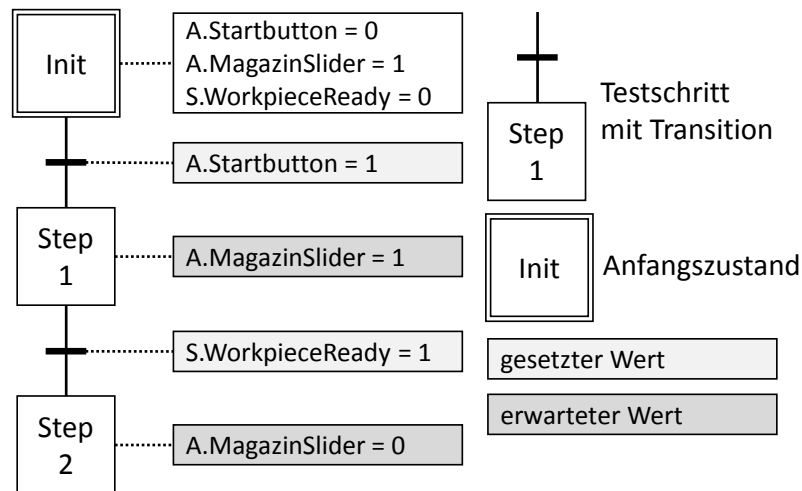 Init
A.Startbutton = 0
A.MagazinSlider = 1
S.WorkpieceReady = 0
A.Startbutton = 1
Step
1
A.MagazinSlider = 1
S.WorkpieceReady = 1
Step
2
A.MagazinSlider = 0
Step
1
Testschritt
mit Transition
Init
Anfangszustand
gesetzter Wert
erwarteter Wert